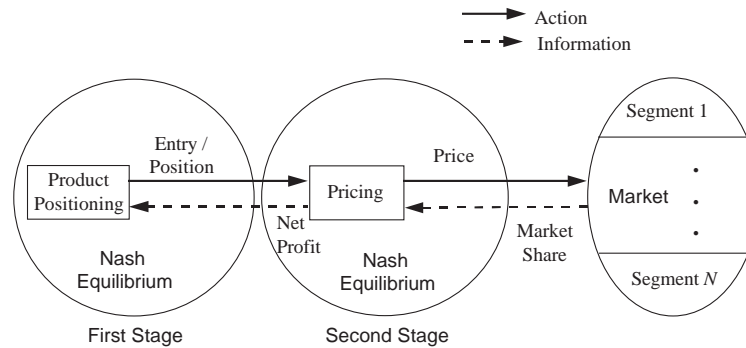 Action
Information
Segment 1
Entry /
Position
Price
Product
Positioning
Pricing
Market
Net
Profit
Market
Share
Nash
Equilibrium
Nash
Equilibrium
Segment N
First Stage
Second Stage